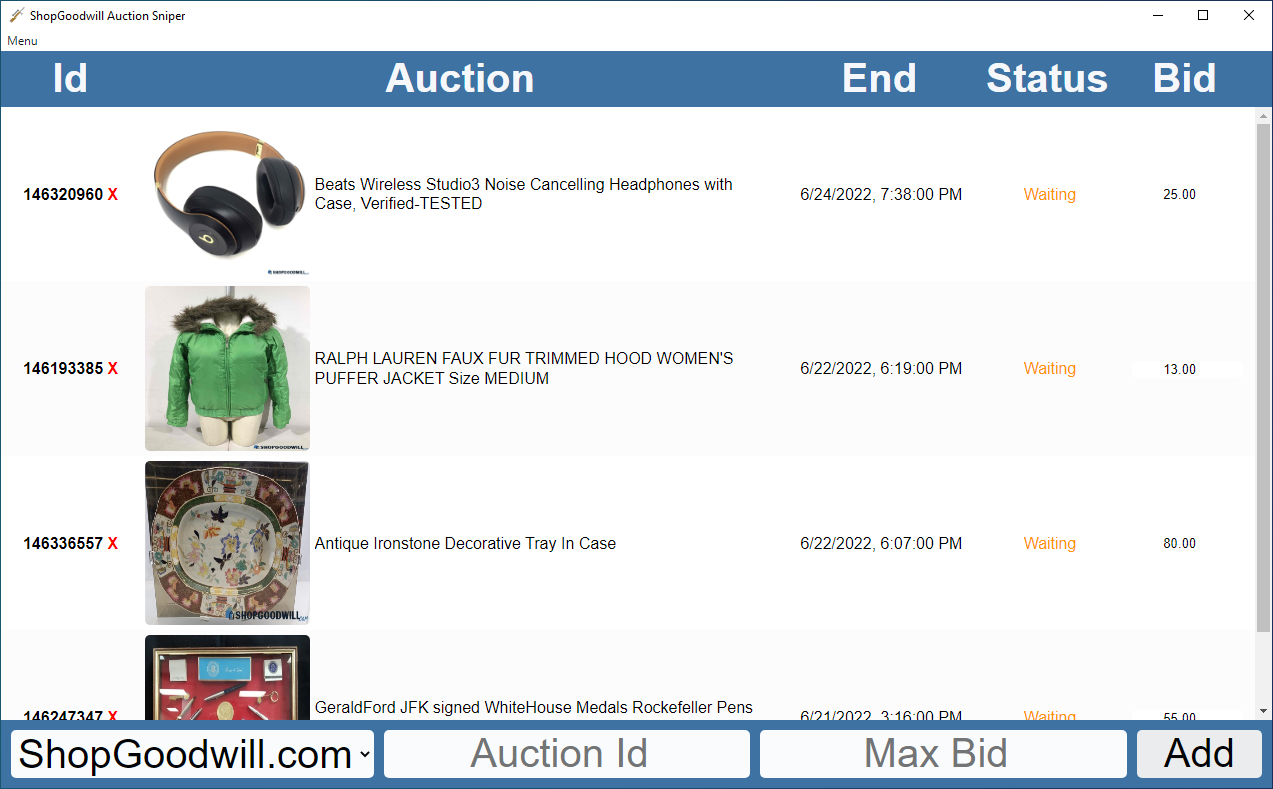 ShopGoodwill Auction Sniper
Menu
Id Auction End Status Bid
146320960 X
Beats Wireless Studio3 Noise Cancelling Headphones with
Case, Verified-TESTED
6/24/2022, 7:38:00 PM
Waiting
25.00
SHOPGOODWILL
146193385 X
RALPH LAUREN FAUX FUR TRIMMED HOOD WOMEN'S
PUFFER JACKET Size MEDIUM
6/22/2022, 6:19:00 PM
Waiting
13.00
SHOPGOODWILL
146336557 X
Antique Ironstone Decorative Tray In Case
6/22/2022, 6:07:00 PM
Waiting
80.00
SHOPGOODWILL.com
146247347 X
GeraldFord JFK signed WhiteHouse Medals Rockefeller Pens
6/21/2022, 3:16:00 PM
Waiting
55.00
ShopGoodwill.com
Auction Id
Max Bid
Add